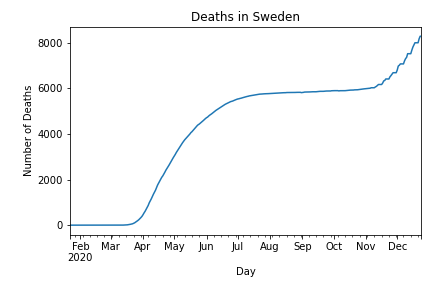 Deaths in Sweden
Number of Deaths
8000
6000
4000
2000
0
Feb Mar Apr May Jun Jul Aug Sep Oct Nov Dec
2020
Day